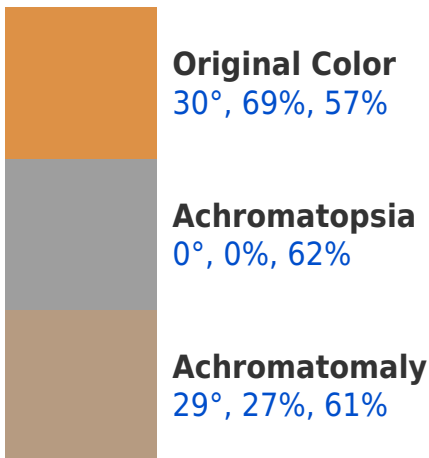 Original Color
30°, 69%, 57%
Achromatopsia
0°, 0%, 62%
Achromatomaly
29°, 27%, 61%